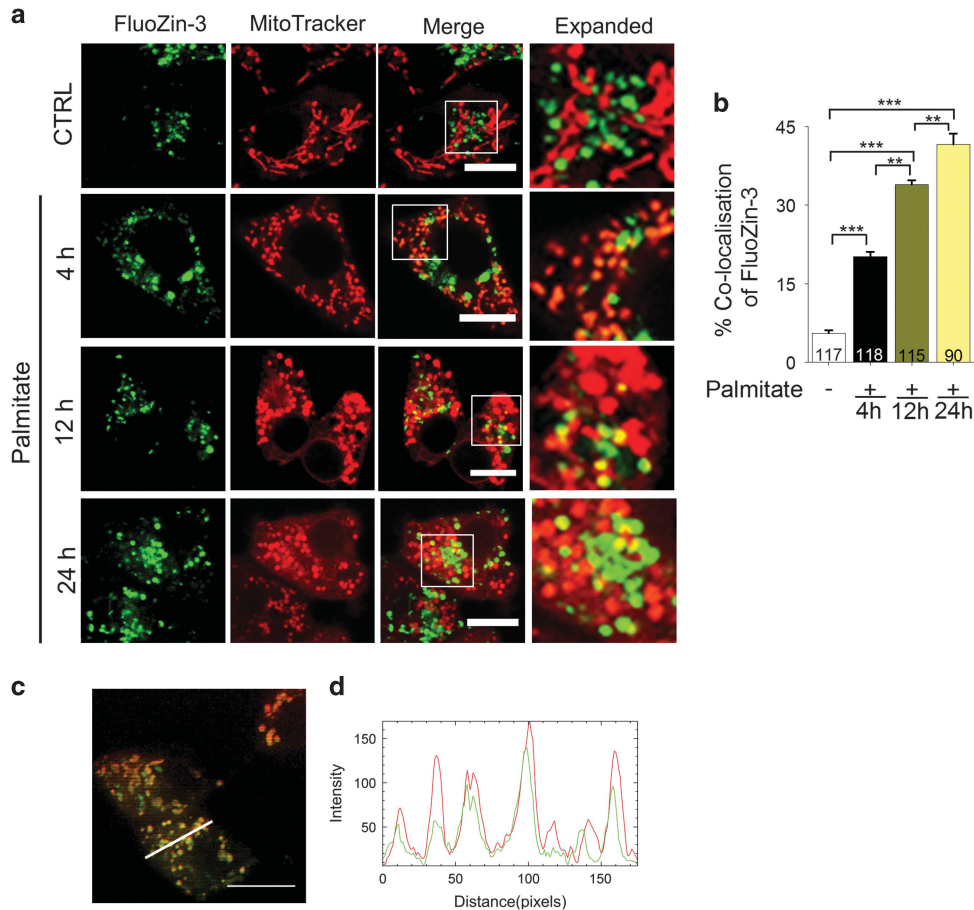 a
FluoZin-3 MitoTracker Merge Expanded
CTRL
Palmitate
4 h
12 h
24 h
b
% Co-localisation
of FluoZin-3
45
30
15
0
***
**
***
**
***
117 118 115 90
Palmitate - + + +
4h 12h 24h
c
d
Intensity
150
100
50
0 50 100 150
Distance(pixels)